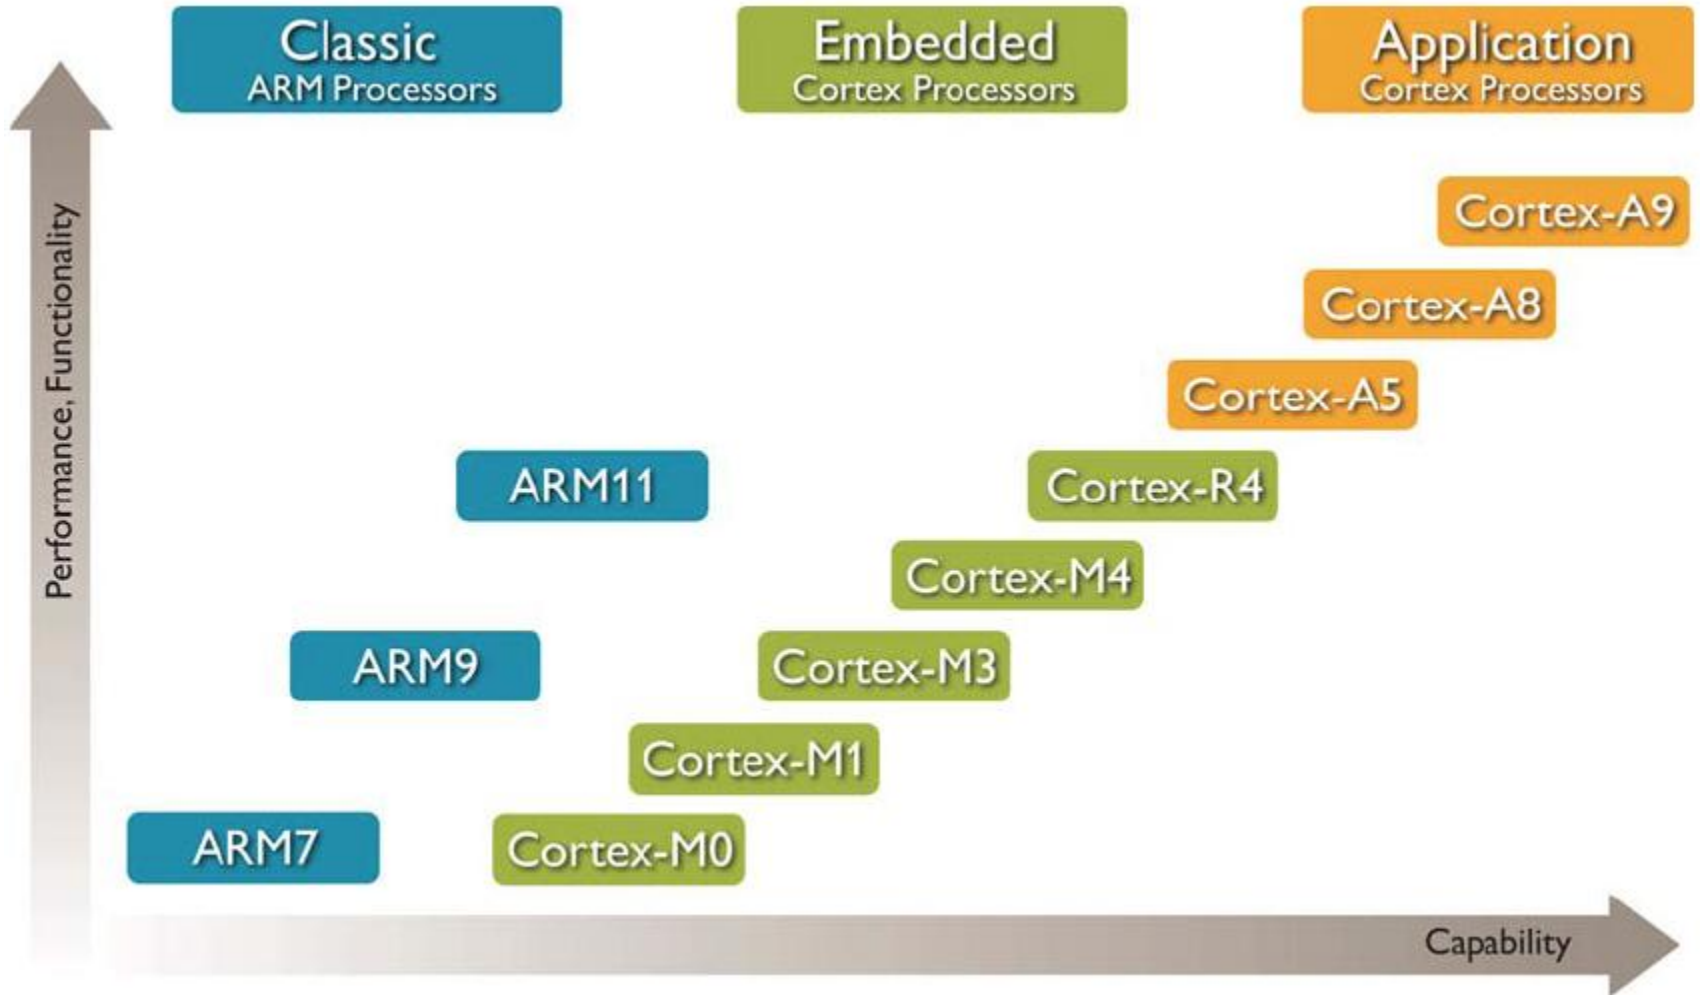 Classic
ARM Processors
Embedded
Cortex Processors
Application
Cortex Processors
Performance, Functionality
Cortex-A9
Cortex-A8
Cortex-A5
ARM11
Cortex-R4
Cortex-M4
ARM9
Cortex-M3
Cortex-M1
ARM7
Cortex-M0
Capability